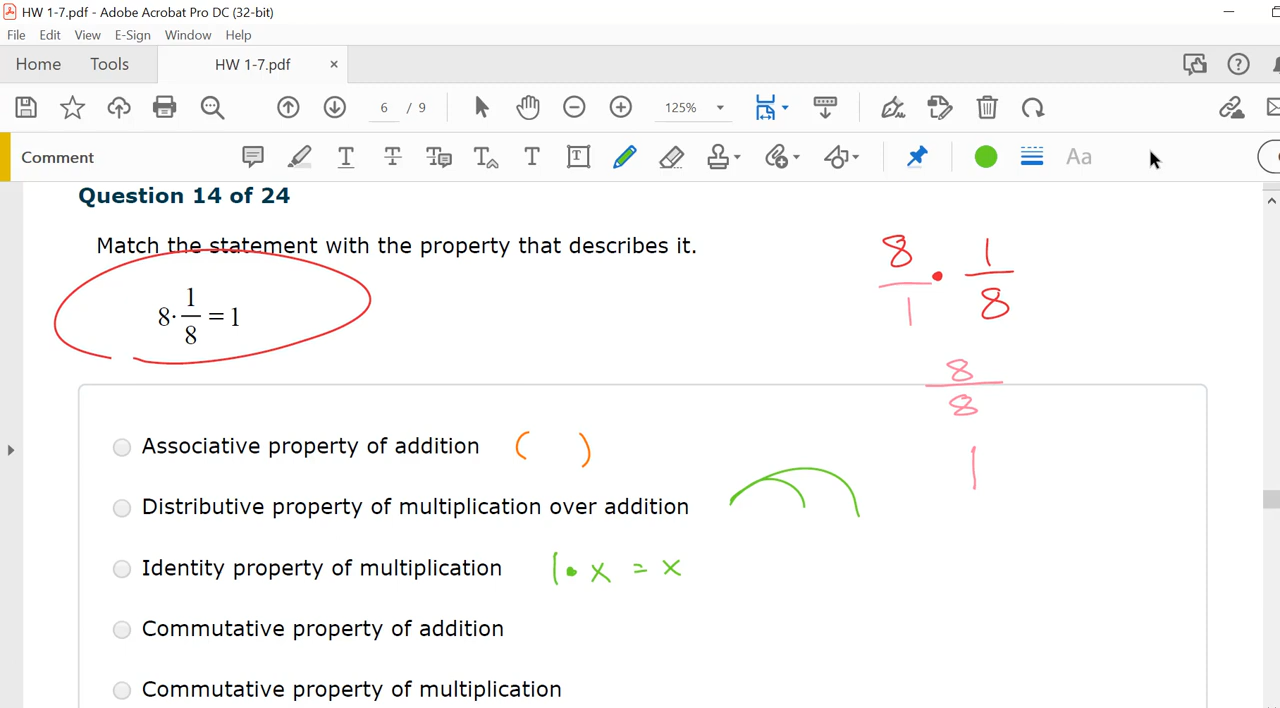 HW 1-7.pdf - Adobe Acrobat Pro DC (32-bit)
File Edit View E-Sign Window Help
Home Tools HW 1-7.pdf ×
6 / 9 125%
Comment T T T T T T Aa
Question 14 of 24
Match the statement with the property that describes it.
8· 1/8 = 1
8/1 • 1/8
8/8
1
Associative property of addition ( )
Distributive property of multiplication over addition
Identity property of multiplication 1 • x = x
Commutative property of addition
Commutative property of multiplication